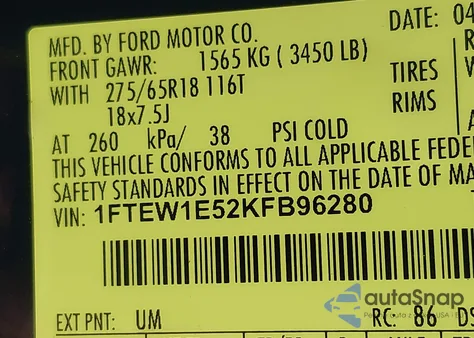 MFD. BY FORD MOTOR CO.
DATE: 04
FRONT GAWR: 1565 KG ( 3450 LB)
WITH 275/65R18 116T
TIRES
18x7.5J
RIMS
AT 260 kPa/ 38 PSI COLD
THIS VEHICLE CONFORMS TO ALL APPLICABLE FEDE
SAFETY STANDARDS IN EFFECT ON THE DATE OF MA
VIN: 1FTEW1E52KFB96280
autoSnap
EXT PNT: UM
RC: 86 DS